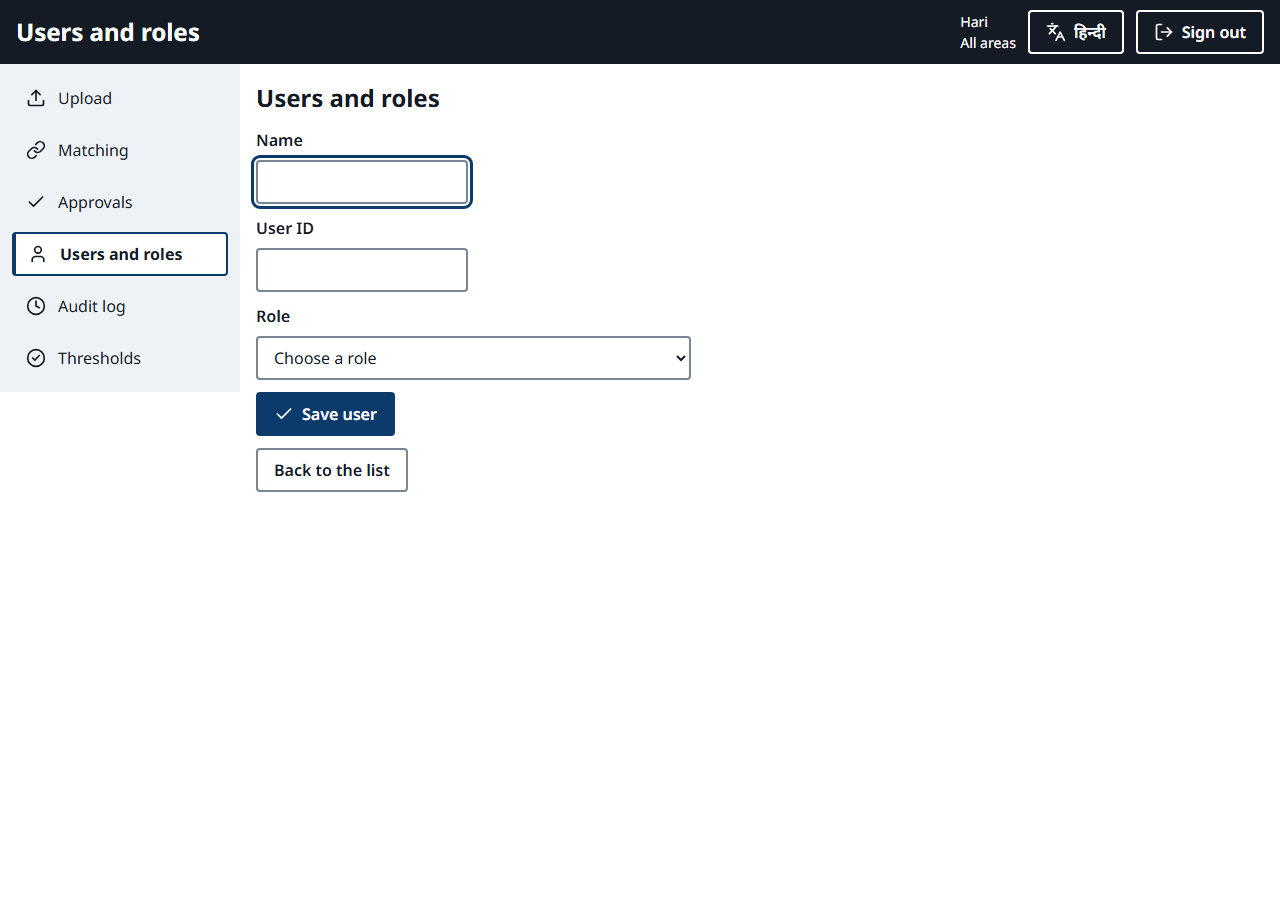 Users and roles
Hari
All areas
हिन्दी
Sign out
Upload
Matching
Approvals
Users and roles
Audit log
Thresholds
Users and roles
Name
User ID
Role
Choose a role
Save user
Back to the list